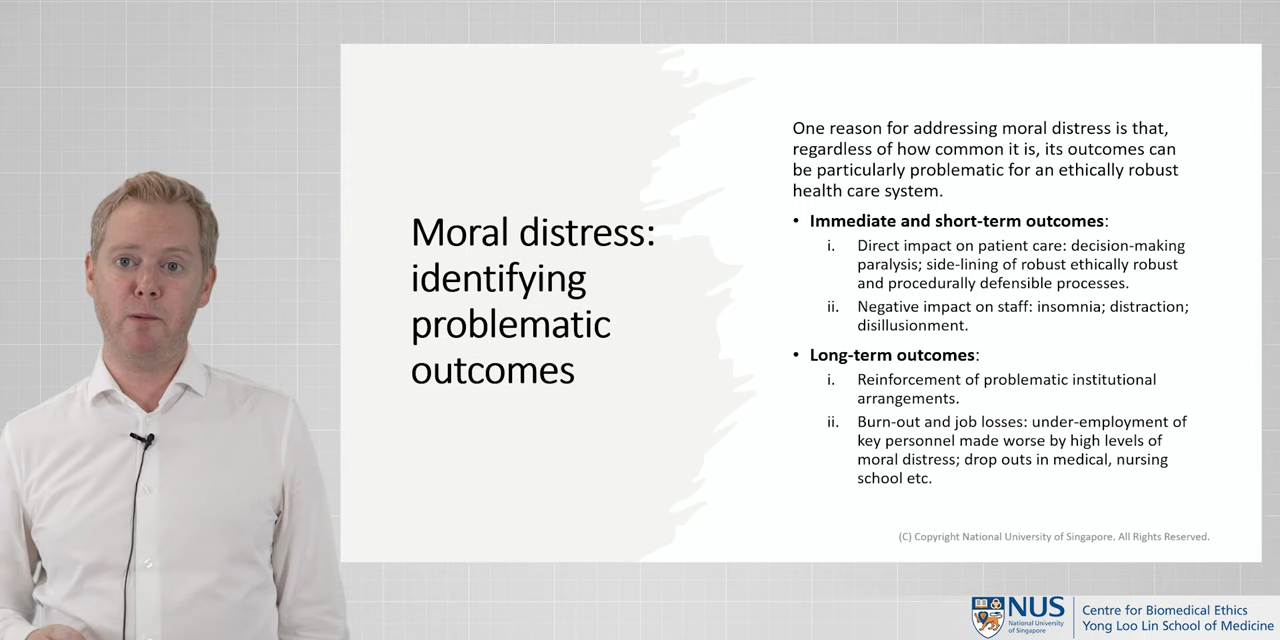 Moral distress:
identifying
problematic
outcomes
One reason for addressing moral distress is that,
regardless of how common it is, its outcomes can
be particularly problematic for an ethically robust
health care system.
• Immediate and short-term outcomes:
i. Direct impact on patient care: decision-making
paralysis; side-lining of robust ethically robust
and procedurally defensible processes.
ii. Negative impact on staff: insomnia; distraction;
disillusionment.
• Long-term outcomes:
i. Reinforcement of problematic institutional
arrangements.
ii. Burn-out and job losses: under-employment of
key personnel made worse by high levels of
moral distress; drop outs in medical, nursing
school etc.
(C) Copyright National University of Singapore. All Rights Reserved.
NUS
National University
of Singapore
Centre for Biomedical Ethics
Yong Loo Lin School of Medicine